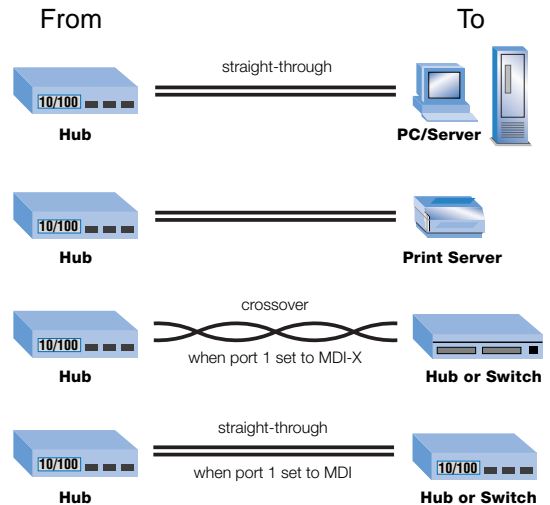 From
To
straight-through
10/100
Hub
PC/Server
10/100
Hub
Print Server
crossover
10/100
when port 1 set to MDI-X
Hub
Hub or Switch
straight-through
10/100
when port 1 set to MDI
10/100
Hub
Hub or Switch